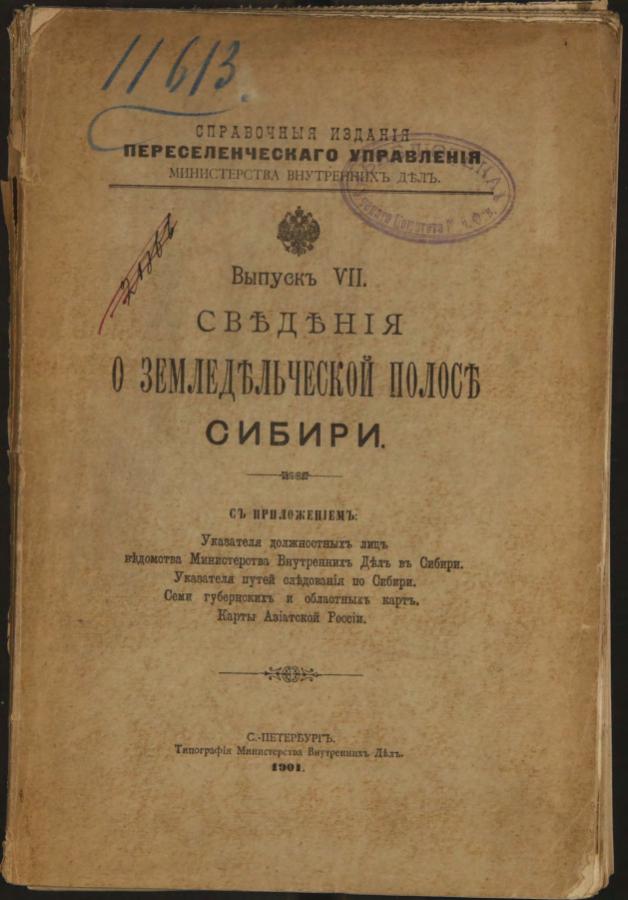 11613
СПРАВОЧНЫЯ ИЗДАНІЯ
ПЕРЕСЕЛЕНЧЕСКАГО УПРАВЛЕНІЯ
МИНИСТЕРСТВА ВНУТРЕННИХЪ ДѢЛЪ.
Комитета
Выпускъ VII.
СВѢДѢНІЯ
О ЗЕМЛЕДѢЛЬЧЕСКОЙ ПОЛОСѢ
СИБИРИ.
СЪ ПРИЛОЖЕНІЕМЪ:
Указателя должностныхъ лицъ
вѣдомства Министерства Внутреннихъ Дѣлъ въ Сибири.
Указателя путей слѣдованія по Сибири.
Семи губернскихъ и областныхъ картъ.
Карты Азіатской Россіи.
С.-ПЕТЕРБУРГЪ.
Типографія Министерства Внутреннихъ Дѣлъ.
1901.